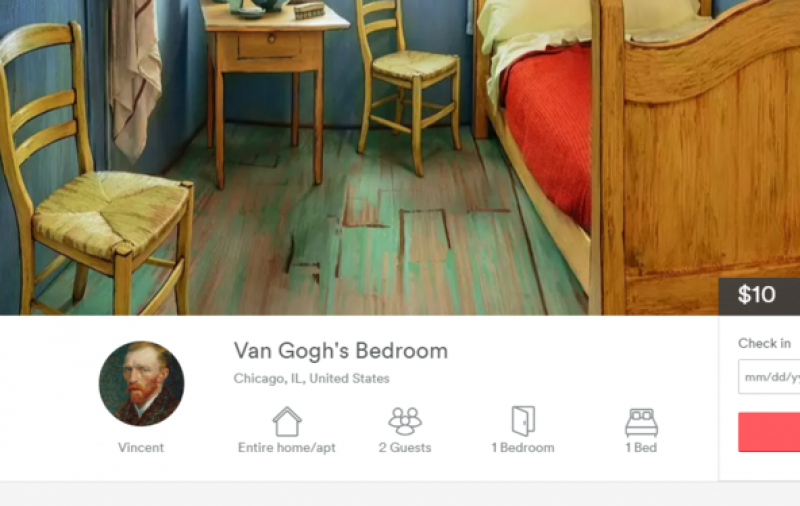 $10
Van Gogh's Bedroom
Chicago, IL, United States
Check in
mm/dd/yy
Vincent
Entire home/apt
2 Guests
1 Bedroom
1 Bed